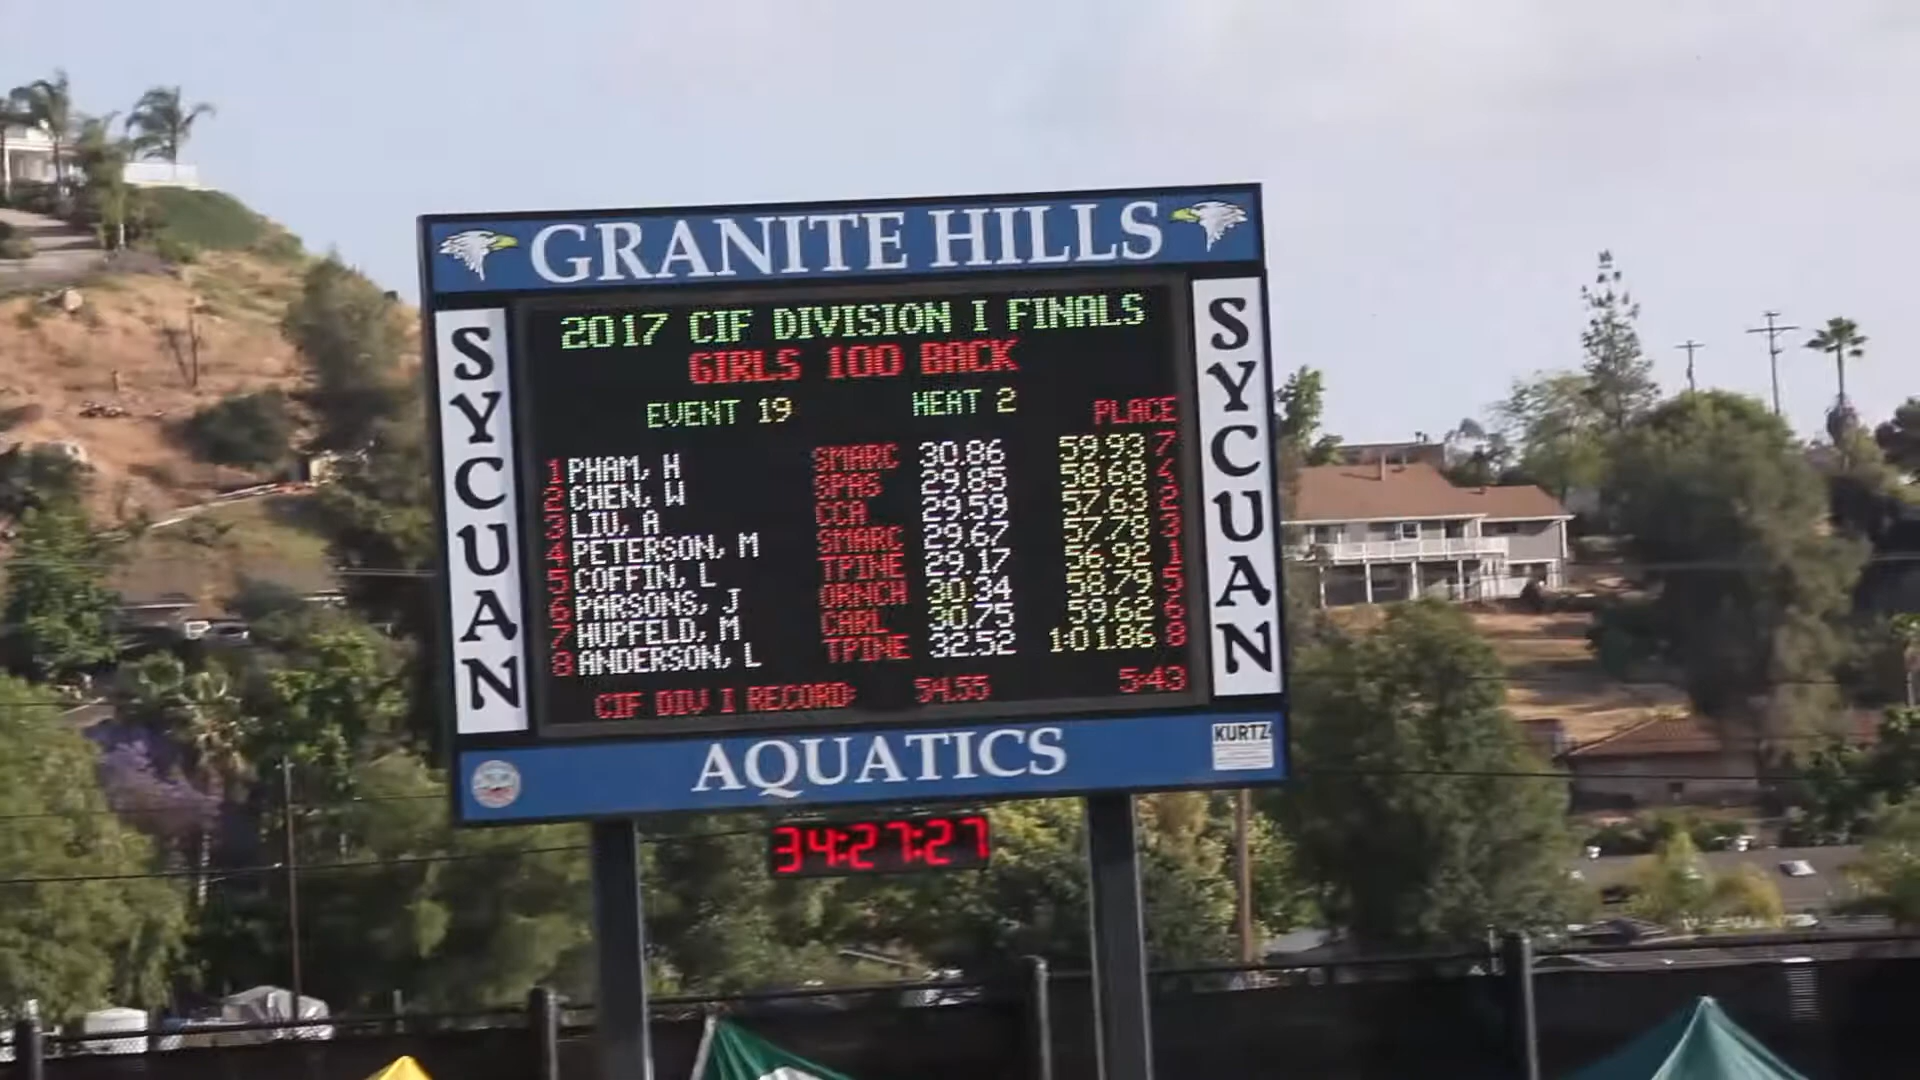 GRANITE HILLS
SYCUAN
2017 CIF DIVISION I FINALS
GIRLS 100 BACK
EVENT 19 HEAT 2 PLACE
1 PHAM, H SMARC 30.86 59.93 7
2 CHEN, W SPAS 29.85 58.68 4
3 LIU, A CCA 29.59 57.63 2
4 PETERSON, M SMARC 29.67 57.78 3
5 COFFIN, L TPINE 29.17 56.92 1
6 PARSONS, J ORNCH 30.34 58.79 5
7 HUPFELD, M CARL 30.75 59.62 6
8 ANDERSON, L TPINE 32.52 1:01.86 8
CIF DIV I RECORD: 54.55 5:43
SYCUAN
AQUATICS
KURTZ
34:27:27